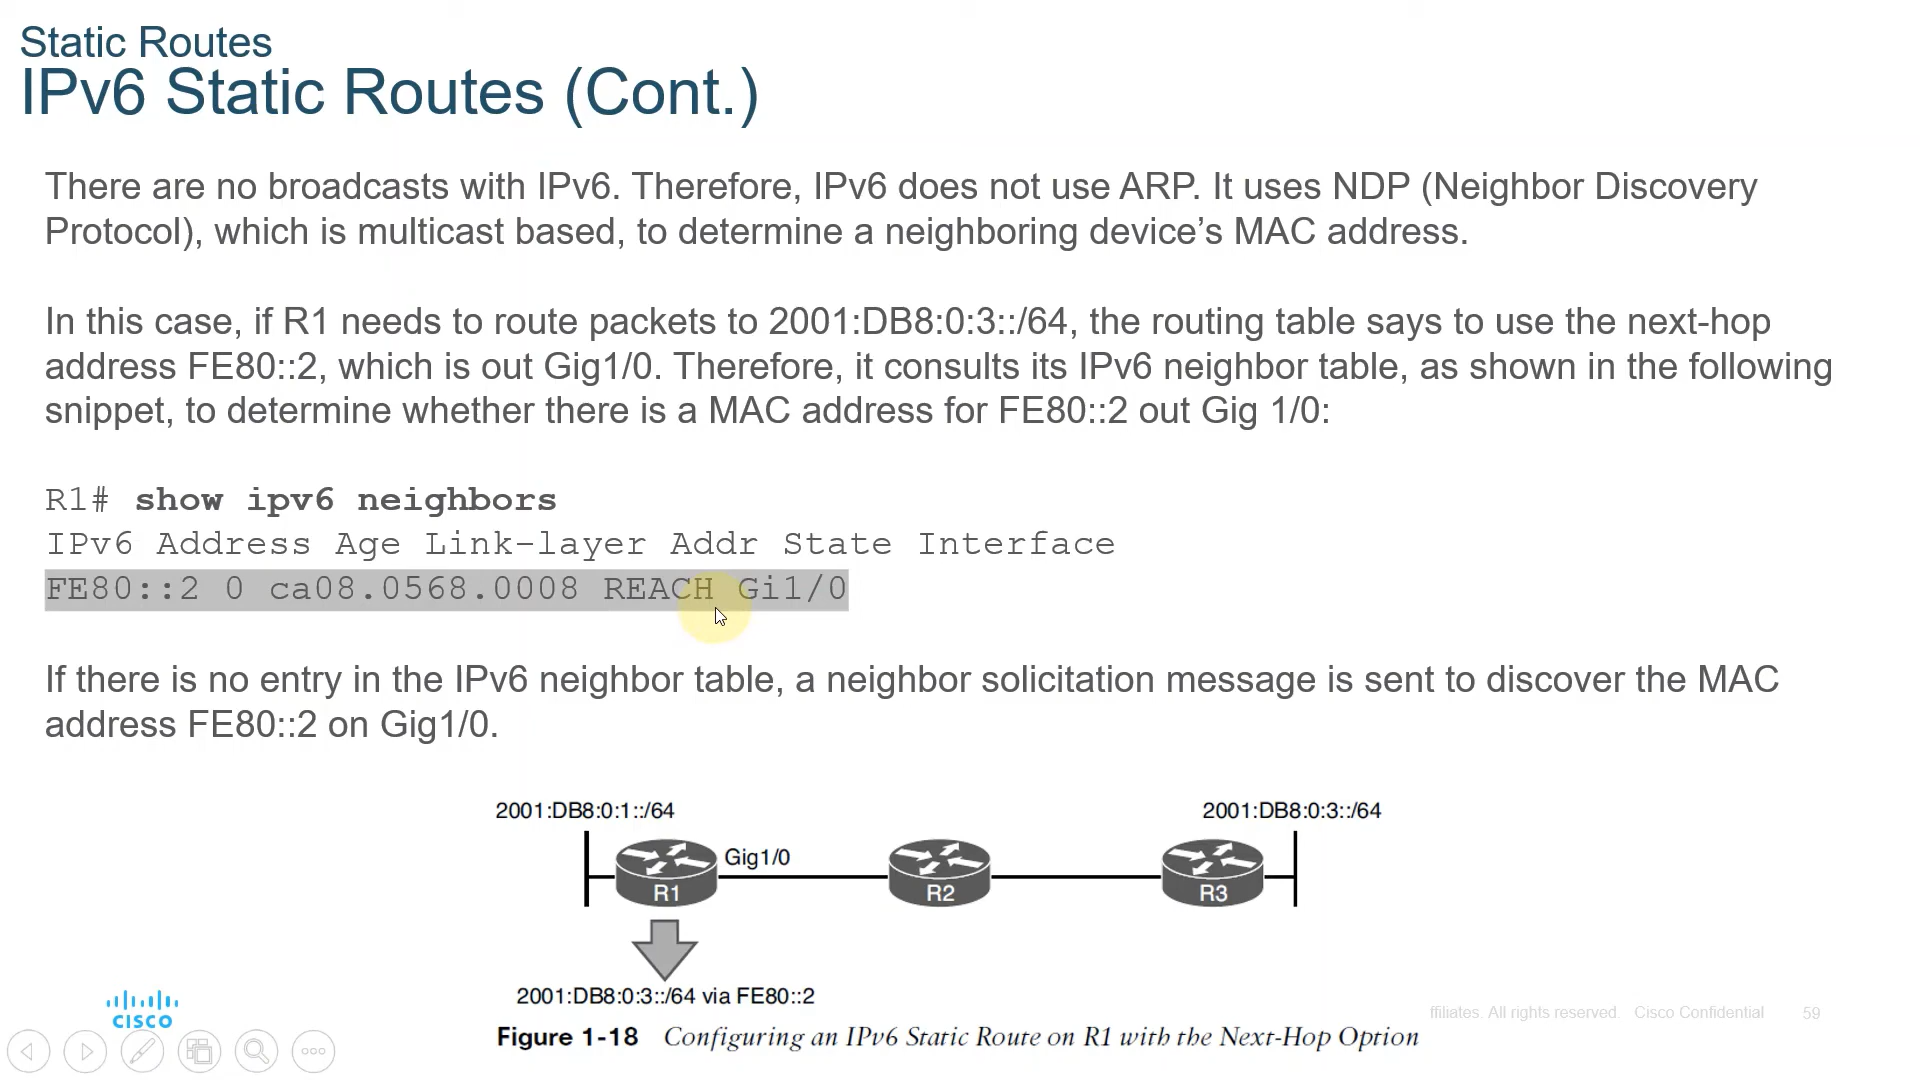 Static Routes
IPv6 Static Routes (Cont.)
There are no broadcasts with IPv6. Therefore, IPv6 does not use ARP. It uses NDP (Neighbor Discovery
Protocol), which is multicast based, to determine a neighboring device’s MAC address.
In this case, if R1 needs to route packets to 2001:DB8:0:3::/64, the routing table says to use the next-hop
address FE80::2, which is out Gig1/0. Therefore, it consults its IPv6 neighbor table, as shown in the following
snippet, to determine whether there is a MAC address for FE80::2 out Gig 1/0:
R1# show ipv6 neighbors
IPv6 Address Age Link-layer Addr State Interface
FE80::2 0 ca08.0568.0008 REACH Gi1/0
If there is no entry in the IPv6 neighbor table, a neighbor solicitation message is sent to discover the MAC
address FE80::2 on Gig1/0.
2001:DB8:0:1::/64
2001:DB8:0:3::/64
Gig1/0
R1
R2
R3
2001:DB8:0:3::/64 via FE80::2
Figure 1-18 Configuring an IPv6 Static Route on R1 with the Next-Hop Option
CISCO
ffiliates. All rights reserved. Cisco Confidential
59